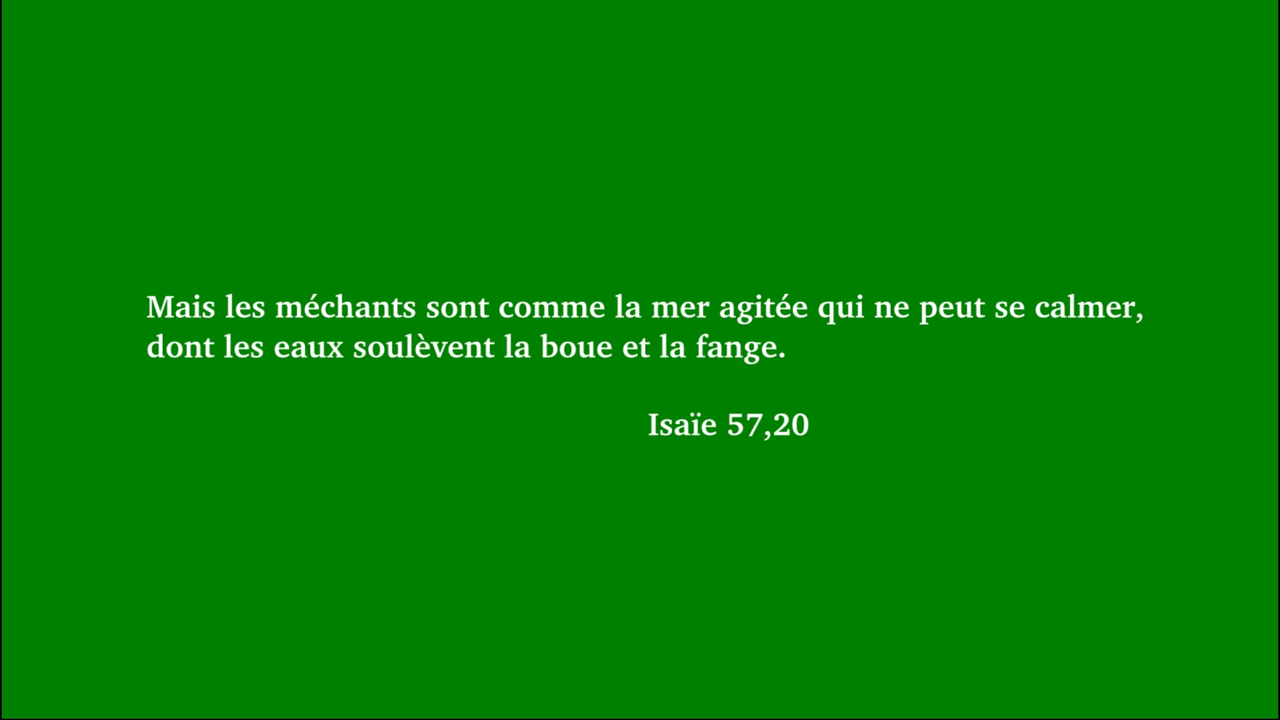 Mais les méchants sont comme la mer agitée qui ne peut se calmer,
dont les eaux soulèvent la boue et la fange.
Isaïe 57,20